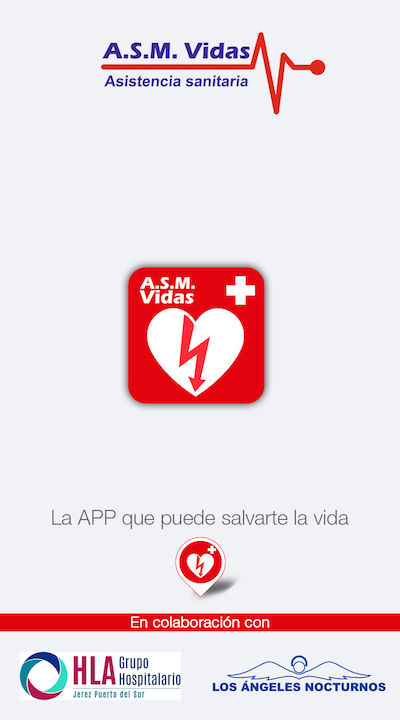 A.S.M. Vidas
Asistencia sanitaria
A.S.M.
Vidas
La APP que puede salvarte la vida
En colaboración con
HLA Grupo
Hospitalario
Jerez Puerta del Sur
LOS ÁNGELES NOCTURNOS